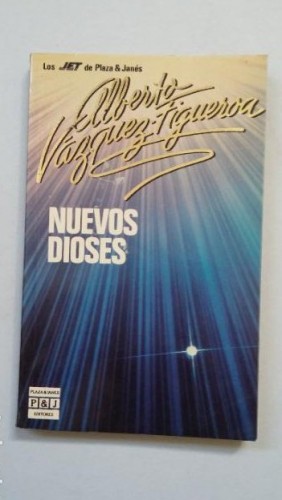 Los JET de Plaza & Janés
Alberto
Vázquez-Figueroa
NUEVOS
DIOSES
PLAZA & JANES
P&J
EDITORES